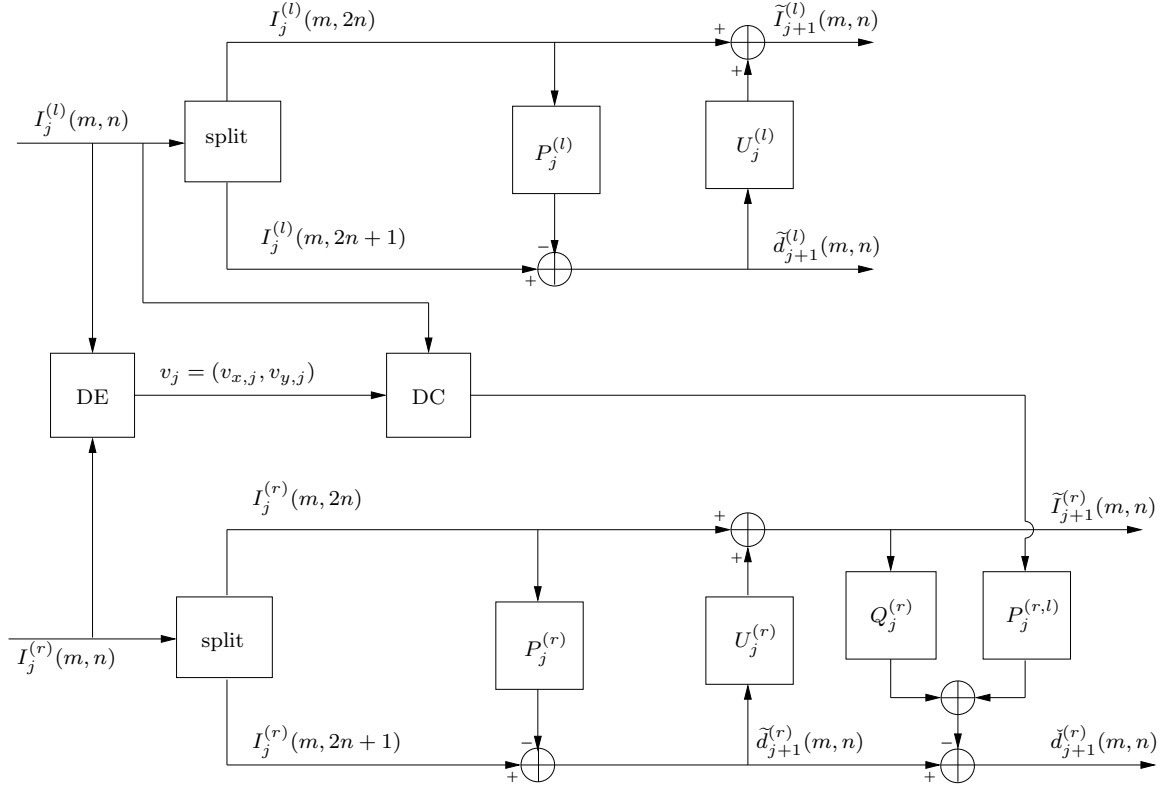 I_j^{(l)}(m, 2n)
\widetilde{I}_{j+1}^{(l)}(m, n)
+
+
I_j^{(l)}(m, n)
split
P_j^{(l)}
U_j^{(l)}
I_j^{(l)}(m, 2n + 1)
−
+
\widetilde{d}_{j+1}^{(l)}(m, n)
DE
v_j = (v_{x,j}, v_{y,j})
DC
I_j^{(r)}(m, 2n)
+
+
\widetilde{I}_{j+1}^{(r)}(m, n)
I_j^{(r)}(m, n)
split
P_j^{(r)}
U_j^{(r)}
Q_j^{(r)}
P_j^{(r,l)}
I_j^{(r)}(m, 2n + 1)
−
+
\widetilde{d}_{j+1}^{(r)}(m, n)
−
+
\check{d}_{j+1}^{(r)}(m, n)